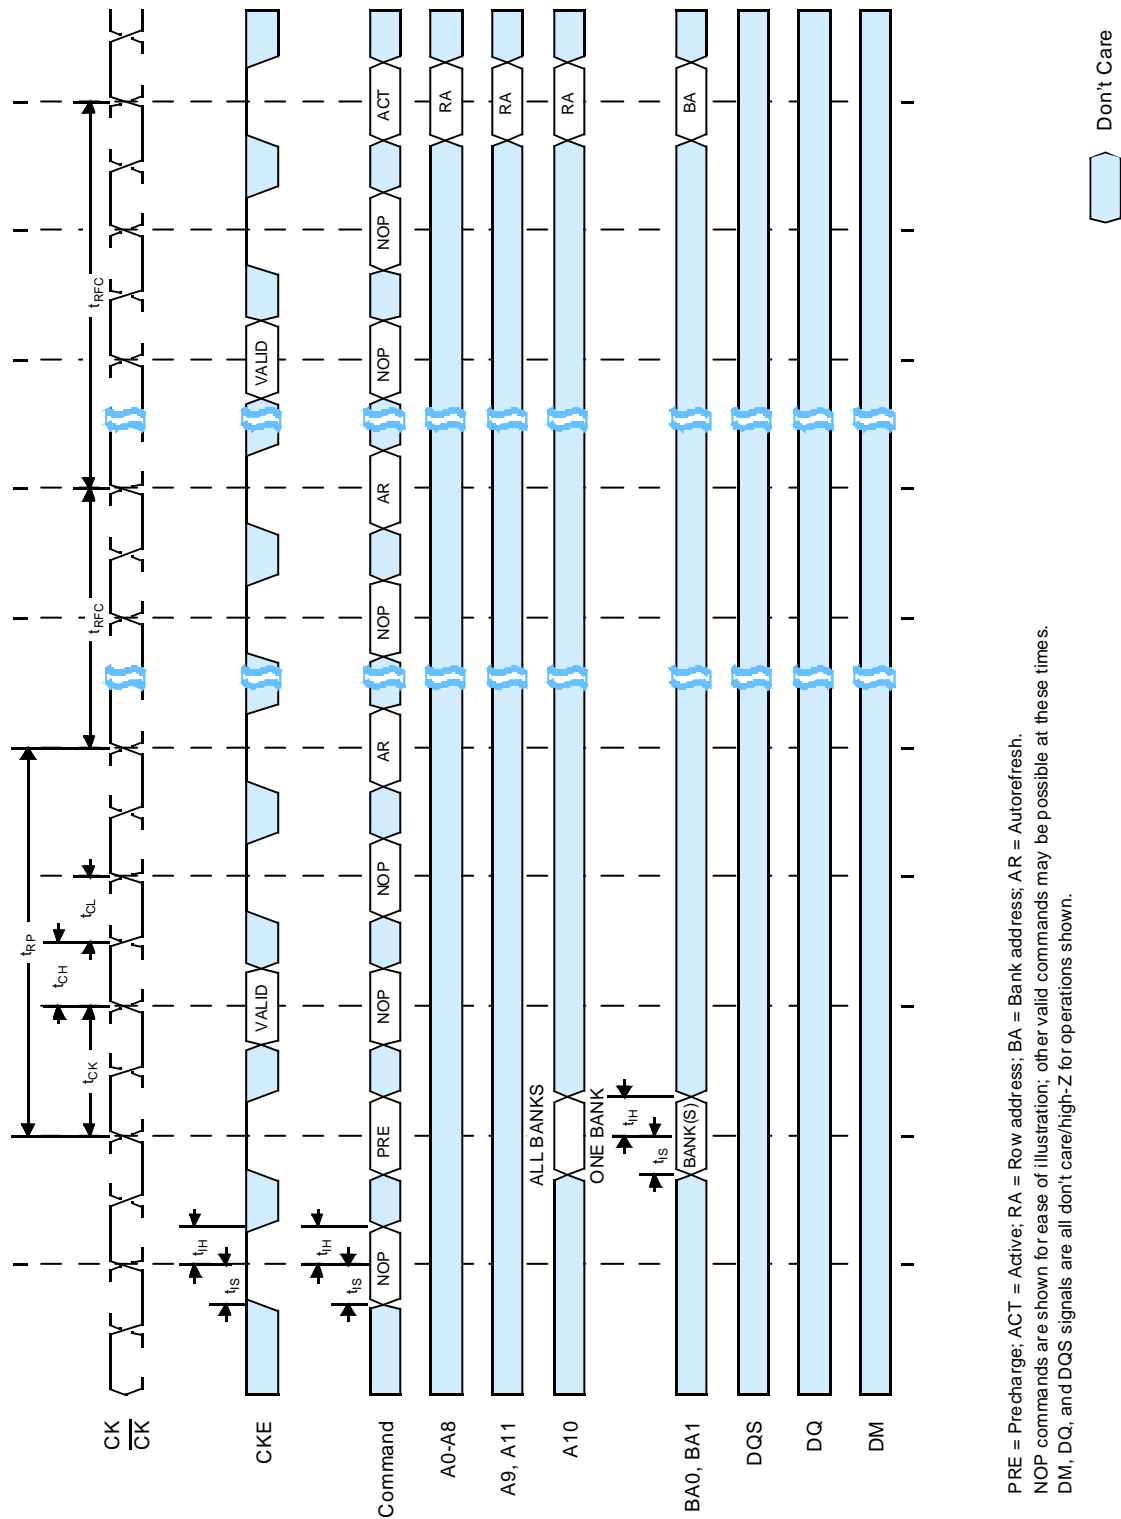 tRP
tCH
tCK tCL tRFC tRFC
CK
CK
tIH
tIS
CKE VALID VALID
tIH
tIS
Command NOP PRE NOP NOP AR NOP AR NOP NOP ACT
A0-A8 RA
A9, A11 RA
ALL BANKS
A10 RA
ONE BANK
tIH
tIS
BA0, BA1 BANK(S) BA
DQS
DQ
DM
PRE = Precharge; ACT = Active; RA = Row address; BA = Bank address; AR = Autorefresh.
NOP commands are shown for ease of illustration; other valid commands may be possible at these times.
DM, DQ, and DQS signals are all don't care/high-Z for operations shown.
Don't Care